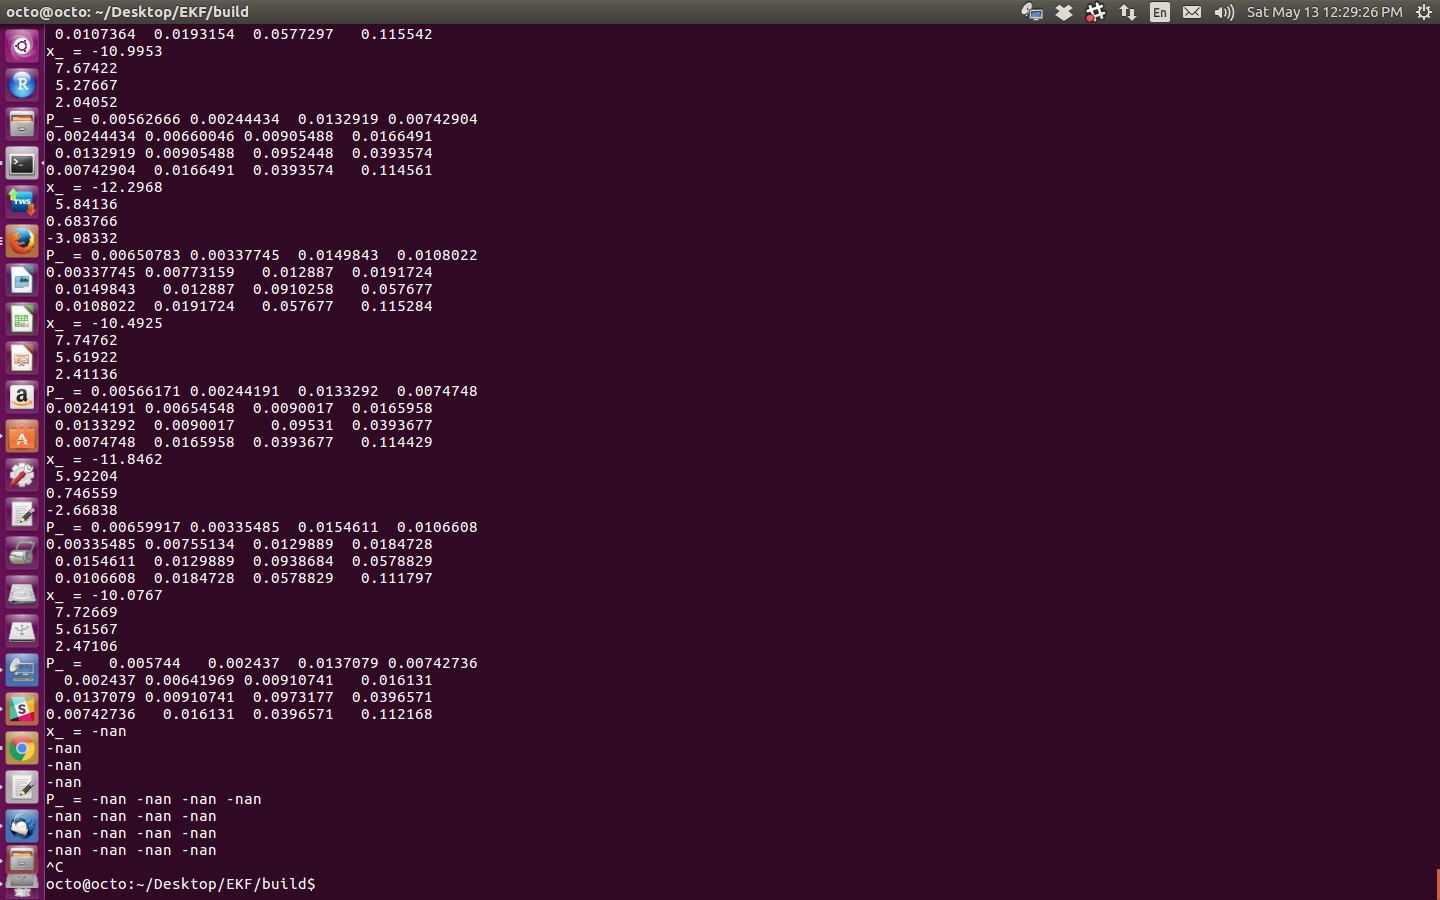 octo@octo: ~/Desktop/EKF/build
En
Sat May 13 12:29:26 PM
0.0107364  0.0193154  0.0577297   0.115542
x_ = -10.9953
 7.67422
 5.27667
 2.04052
P_ = 0.00562666 0.00244434  0.0132919 0.00742904
0.00244434 0.00660046 0.00905488  0.0166491
 0.0132919 0.00905488  0.0952448  0.0393574
0.00742904  0.0166491  0.0393574   0.114561
x_ = -12.2968
 5.84136
0.683766
-3.08332
P_ = 0.00650783 0.00337745  0.0149843  0.0108022
0.00337745 0.00773159   0.012887  0.0191724
 0.0149843   0.012887  0.0910258   0.057677
 0.0108022  0.0191724   0.057677   0.115284
x_ = -10.4925
 7.74762
 5.61922
 2.41136
P_ = 0.00566171 0.00244191  0.0133292  0.0074748
0.00244191 0.00654548  0.0090017  0.0165958
 0.0133292  0.0090017    0.09531  0.0393677
 0.0074748  0.0165958  0.0393677   0.114429
x_ = -11.8462
 5.92204
0.746559
-2.66838
P_ = 0.00659917 0.00335485  0.0154611  0.0106608
0.00335485 0.00755134  0.0129889  0.0184728
 0.0154611  0.0129889  0.0938684  0.0578829
 0.0106608  0.0184728  0.0578829   0.111797
x_ = -10.0767
 7.72669
 5.61567
 2.47106
P_ =   0.005744   0.002437  0.0137079 0.00742736
  0.002437 0.00641969 0.00910741   0.016131
 0.0137079 0.00910741  0.0973177  0.0396571
0.00742736   0.016131  0.0396571   0.112168
x_ = -nan
-nan
-nan
-nan
P_ = -nan -nan -nan -nan
-nan -nan -nan -nan
-nan -nan -nan -nan
-nan -nan -nan -nan
^C
octo@octo:~/Desktop/EKF/build$
R
TWS
a
A
S